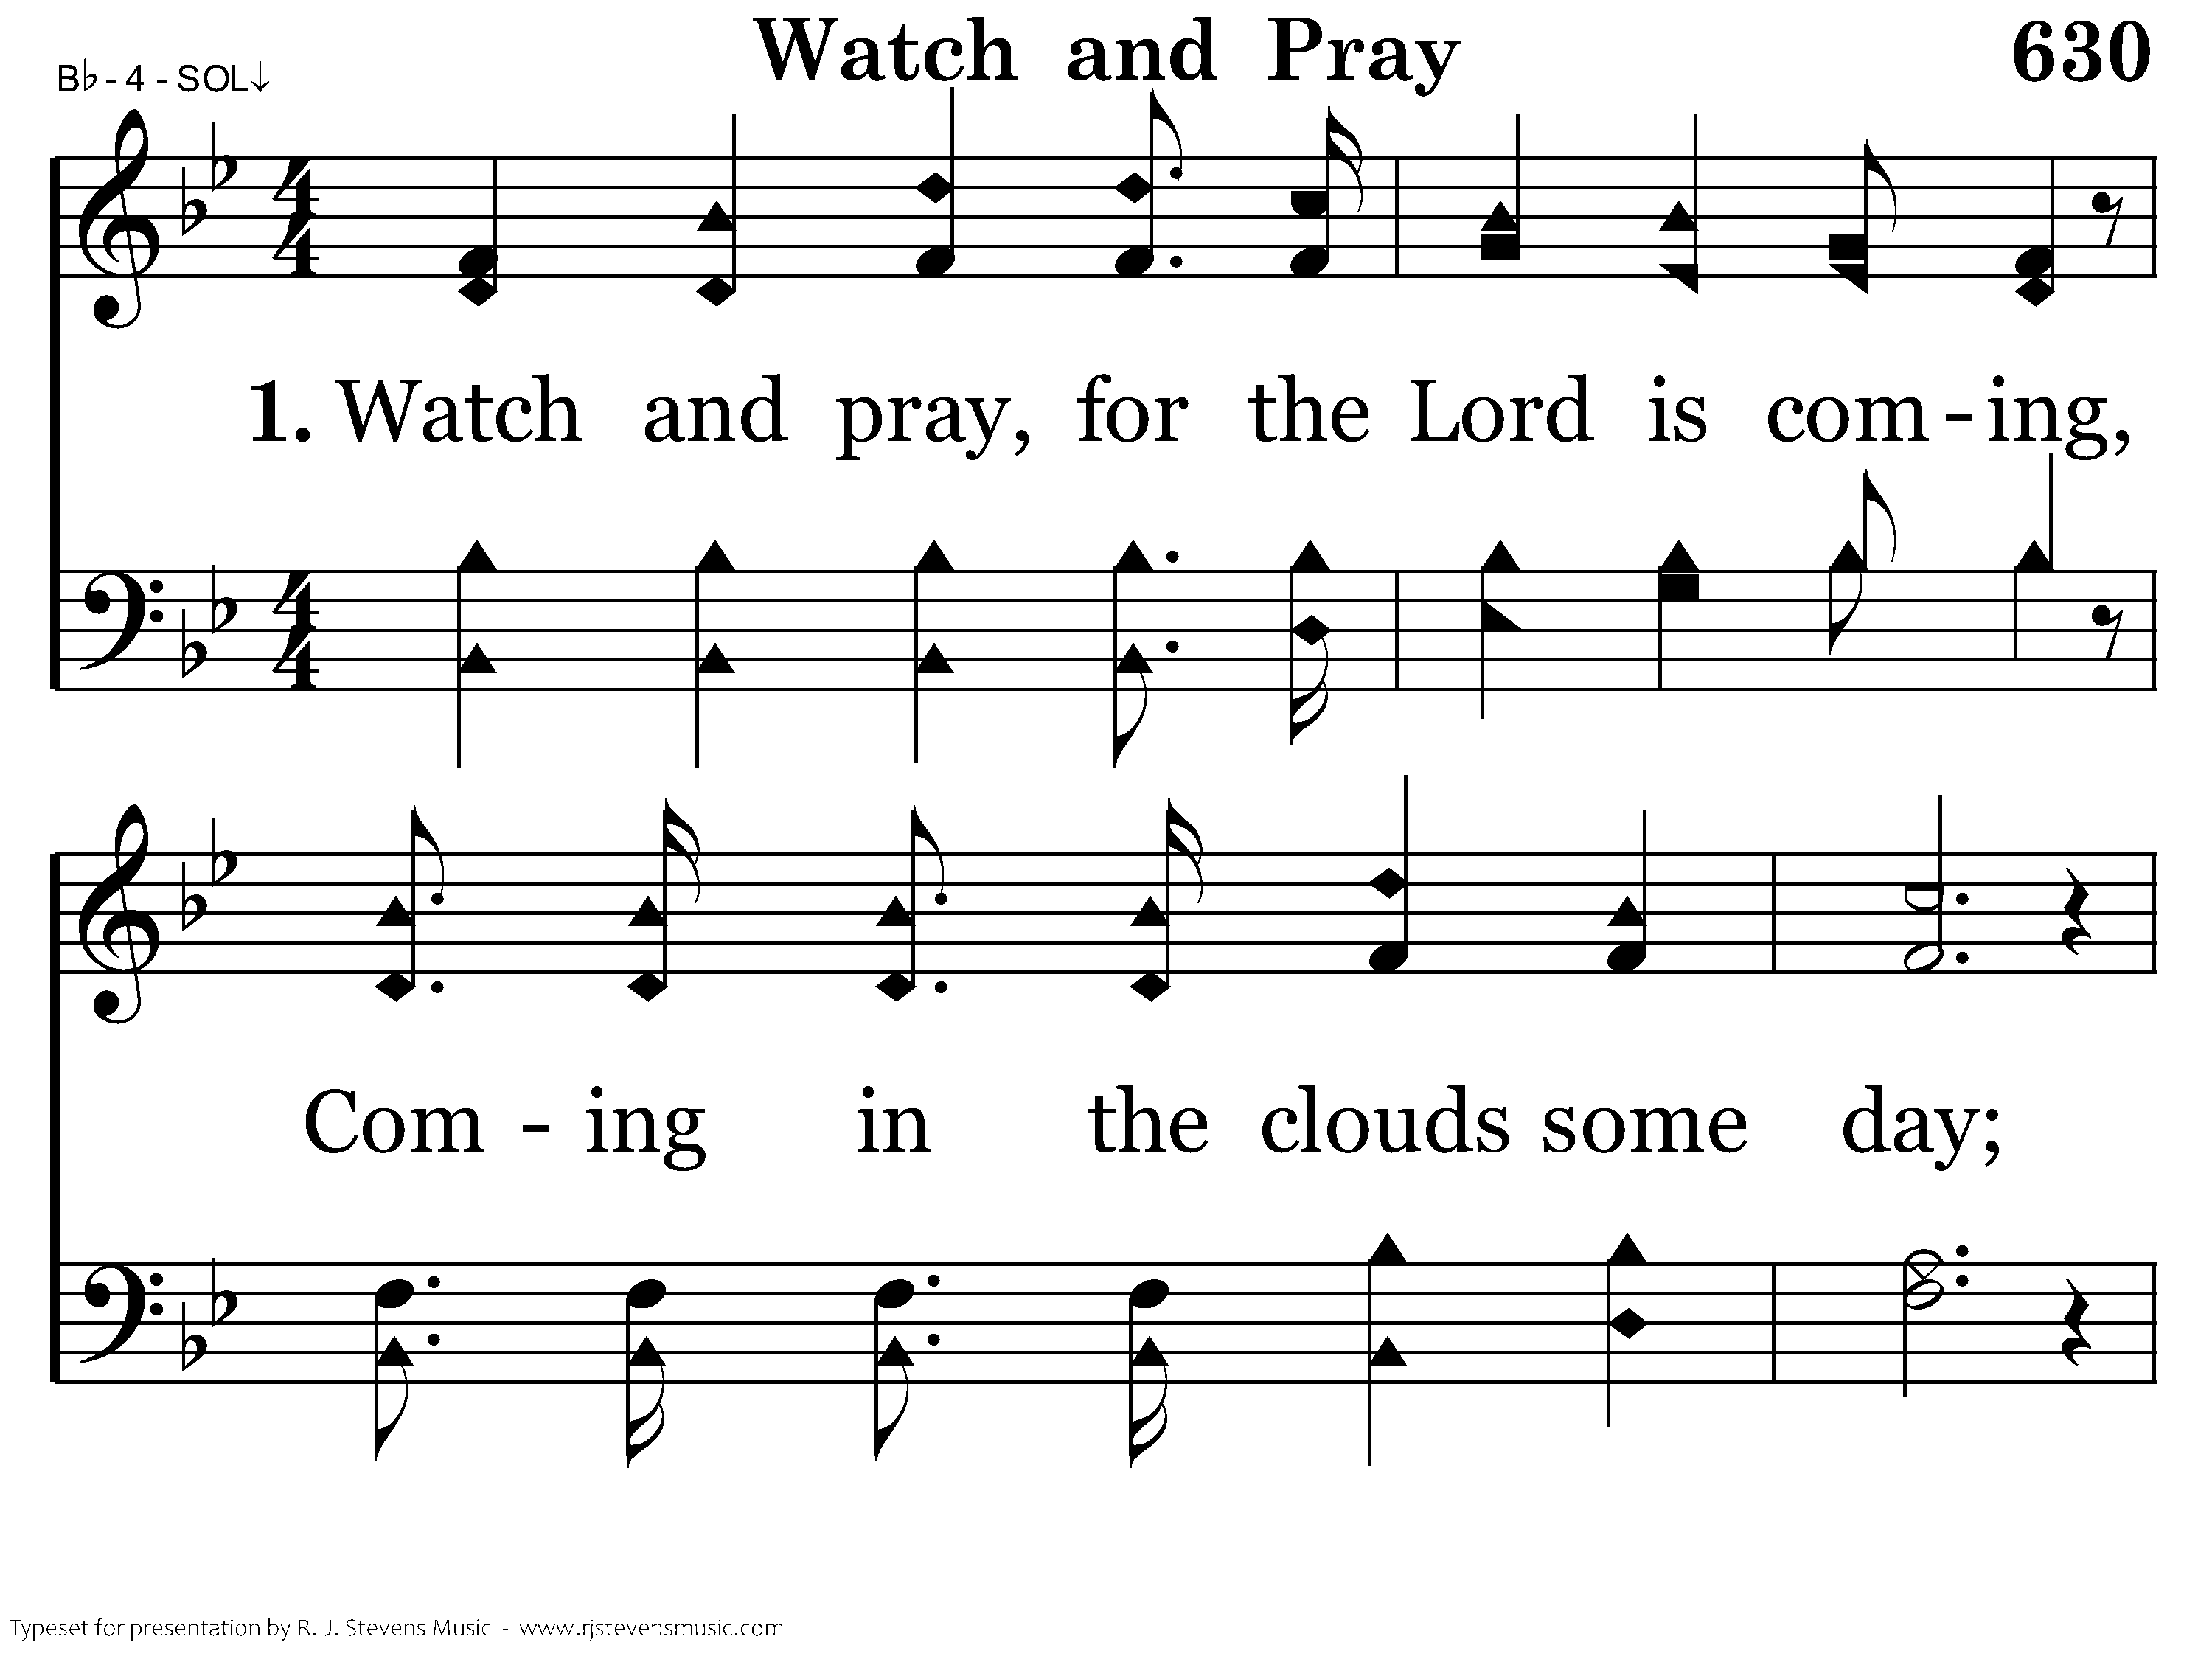 Watch and Pray 630
B♭ - 4 - SOL↓
1. Watch and pray, for the Lord is com - ing,
Com - ing in the clouds some day;
Typeset for presentation by R. J. Stevens Music - www.rjstevensmusic.com